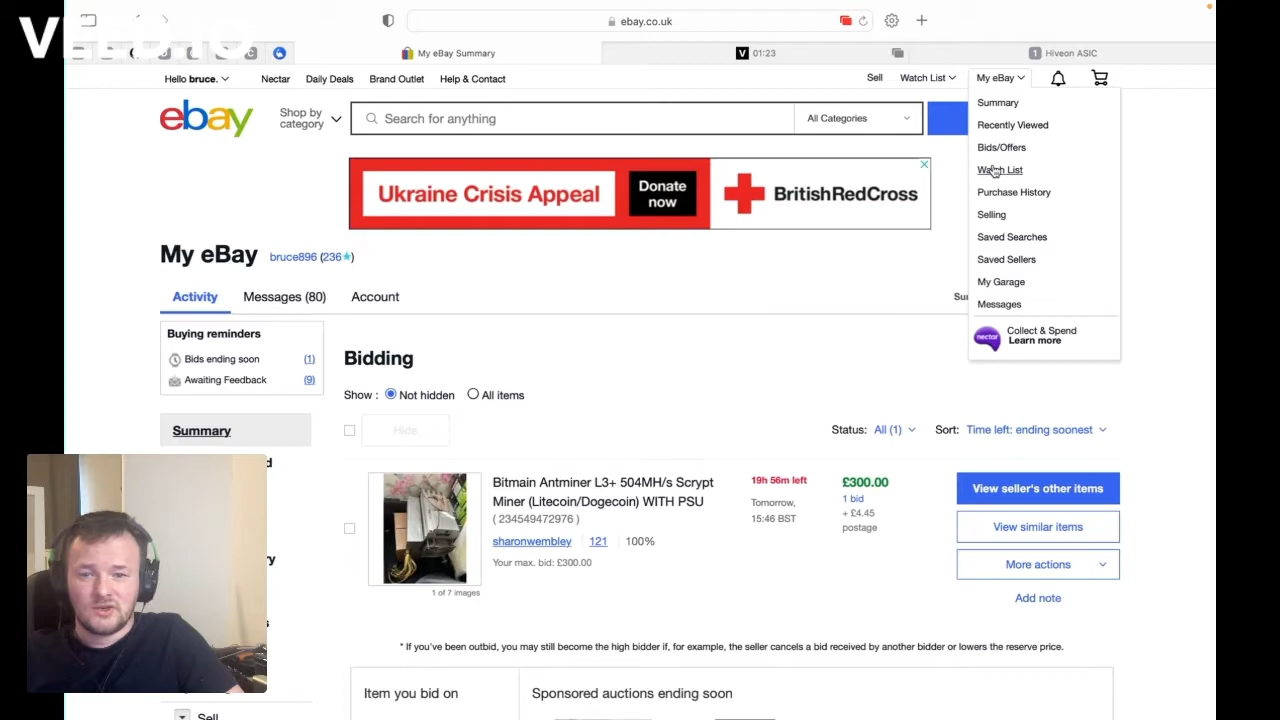 VEED.IO
ebay.co.uk
My eBay Summary
V 01:23
1 Hiveon ASIC
Hello bruce.
Nectar
Daily Deals
Brand Outlet
Help & Contact
Sell
Watch List
My eBay
ebay
Shop by category
Search for anything
All Categories
Summary
Recently Viewed
Bids/Offers
Watch List
Purchase History
Selling
Saved Searches
Saved Sellers
My Garage
Messages
nectar
Collect & Spend
Learn more
Ukraine Crisis Appeal
Donate now
BritishRedCross
My eBay bruce896 (236)
Activity
Messages (80)
Account
Buying reminders
Bids ending soon (1)
Awaiting Feedback (9)
Summary
Bidding
Show : Not hidden All items
Hide
Status: All (1)
Sort: Time left: ending soonest
Bitmain Antminer L3+ 504MH/s Scrypt
Miner (Litecoin/Dogecoin) WITH PSU
( 234549472976 )
sharonwembley 121 100%
Your max. bid: £300.00
1 of 7 images
19h 56m left
Tomorrow,
15:46 BST
£300.00
1 bid
+ £4.45
postage
View seller's other items
View similar items
More actions
Add note
* If you've been outbid, you may still become the high bidder if, for example, the seller cancels a bid received by another bidder or lowers the reserve price.
Item you bid on
Sponsored auctions ending soon
Sell